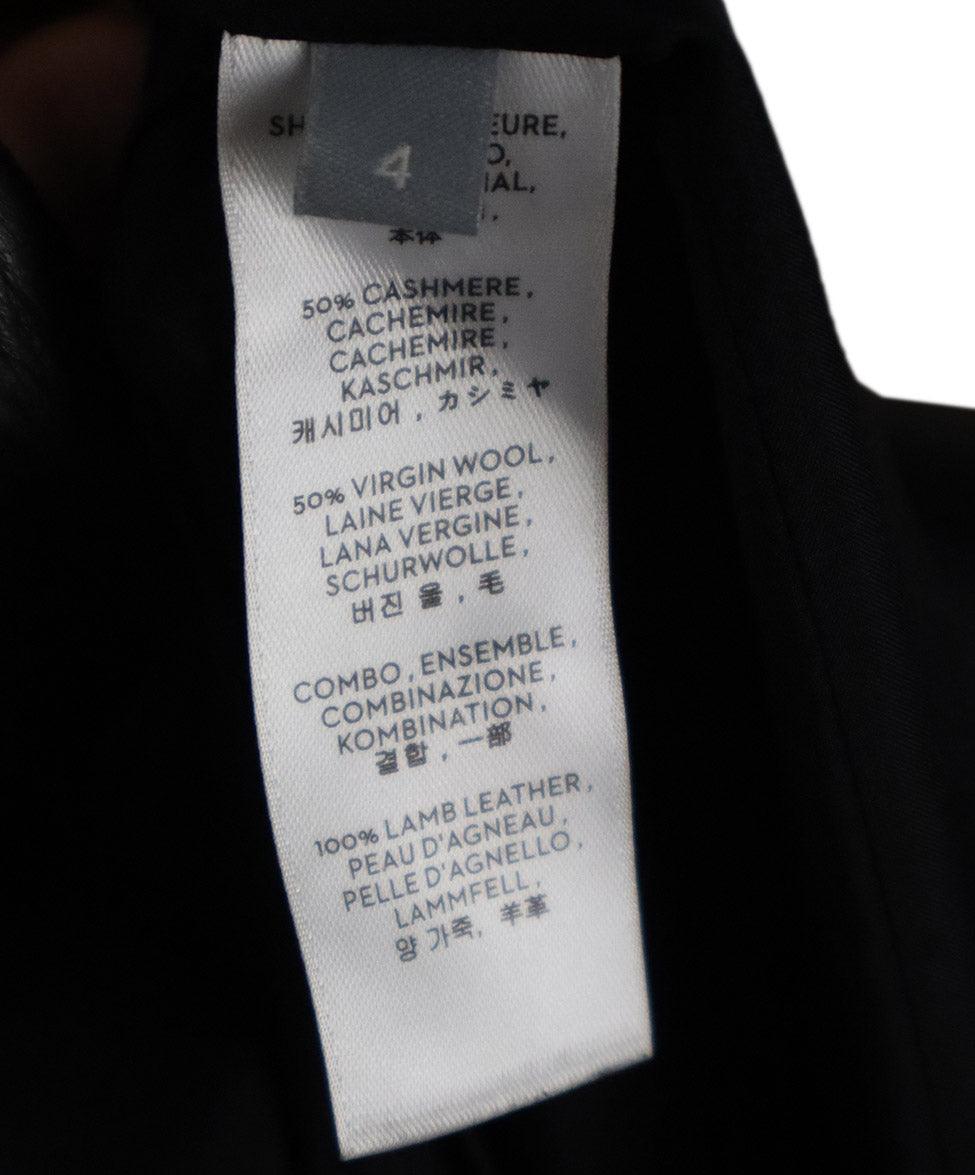 4
本体
50% CASHMERE,
CACHEMIRE,
CACHEMIRE,
KASCHMIR,
캐시미어, カシミヤ
50% VIRGIN WOOL,
LAINE VIERGE,
LANA VERGINE,
SCHURWOLLE,
버진 울, 毛
COMBO, ENSEMBLE,
COMBINAZIONE,
KOMBINATION,
결합, 一部
100% LAMB LEATHER,
PEAU D'AGNEAU,
PELLE D'AGNELLO,
LAMMFELL,
양 가죽, 羊革